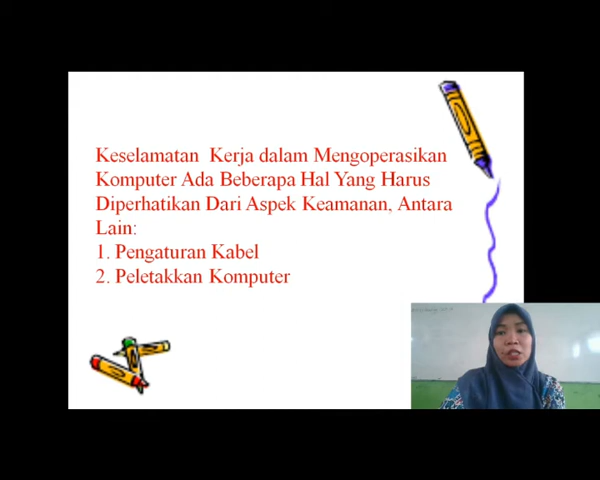 Keselamatan Kerja dalam Mengoperasikan
Komputer Ada Beberapa Hal Yang Harus
Diperhatikan Dari Aspek Keamanan, Antara
Lain:
1. Pengaturan Kabel
2. Peletakkan Komputer